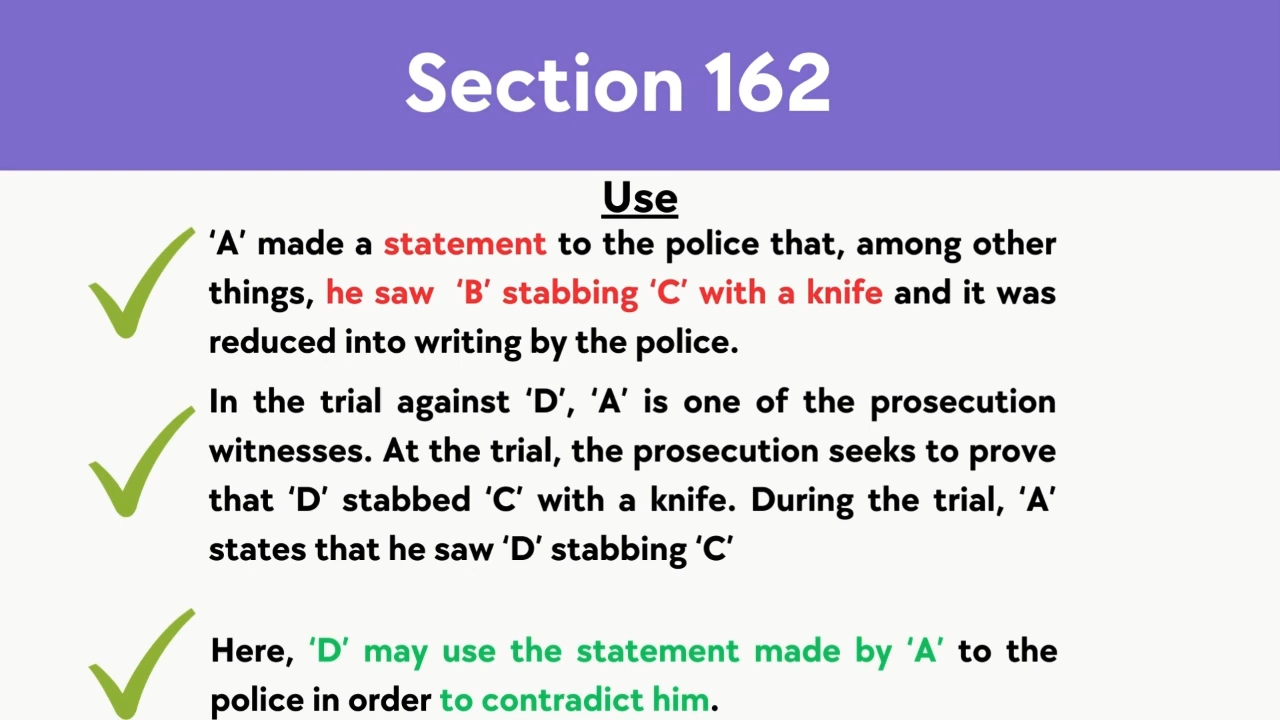 Section 162
Use
‘A’ made a statement to the police that, among other
things, he saw ‘B’ stabbing ‘C’ with a knife and it was
reduced into writing by the police.
In the trial against ‘D’, ‘A’ is one of the prosecution
witnesses. At the trial, the prosecution seeks to prove
that ‘D’ stabbed ‘C’ with a knife. During the trial, ‘A’
states that he saw ‘D’ stabbing ‘C’
Here, ‘D’ may use the statement made by ‘A’ to the
police in order to contradict him.